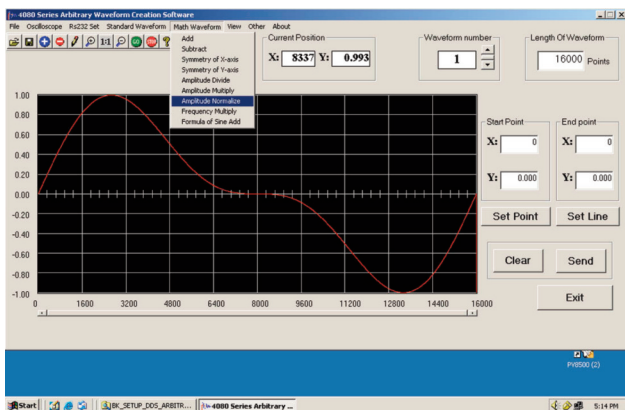 4080 Series Arbitrary Waveform Creation Software
File Oscilloscope Rs232 Set Standard Waveform Math Waveform View Other About
1:1 GO STOP ?
Add
Subtract
Symmetry of X-axis
Symmetry of Y-axis
Amplitude Divide
Amplitude Multiply
Amplitude Normalize
Frequency Multiply
Formula of Sine Add
Current Position
X: 8337 Y: 0.993
Waveform number
1
Length Of Waveform
16000 Points
1.00
0.80
0.60
0.40
0.20
0.00
-0.20
-0.40
-0.60
-0.80
-1.00
0 1600 3200 4800 6400 8000 9600 11200 12800 14400 16000
Start Point
X: 0
Y: 0.000
End point
X: 0
Y: 0.000
Set Point Set Line
Clear Send
Exit
PV8500 (2)
Start BK_SETUP_DDS_ARBITR... 4080 Series Arbitrary ... 5:14 PM